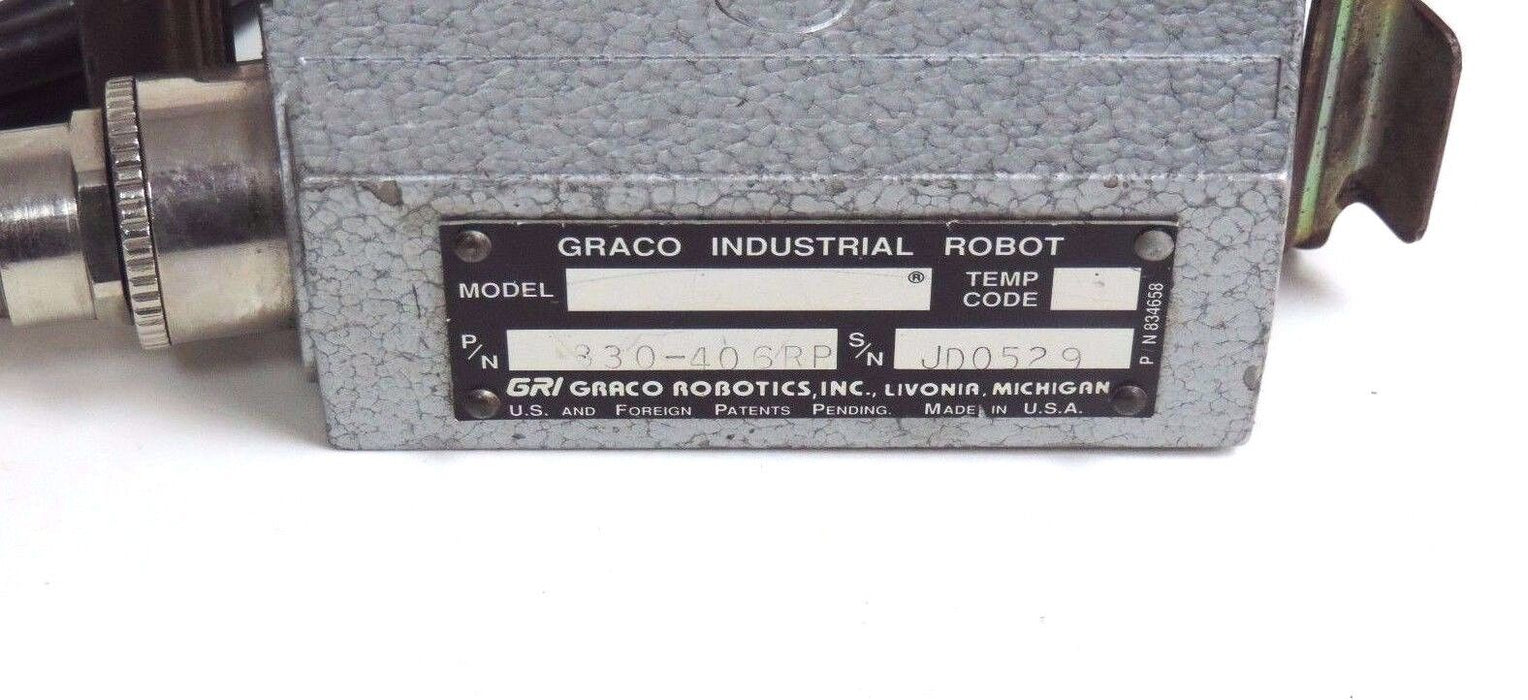 GRACO INDUSTRIAL ROBOT
MODEL ® TEMP CODE
P/N 330-406RP S/N JD0529
GRI GRACO ROBOTICS, INC., LIVONIA, MICHIGAN
U.S. AND FOREIGN PATENTS PENDING. MADE IN U.S.A.
P/N 834658